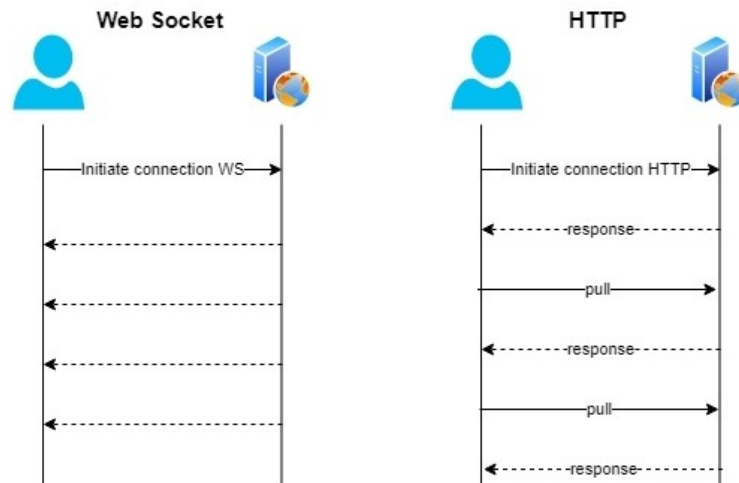 Web Socket
HTTP
Initiate connection WS
Initiate connection HTTP
response
pull
response
pull
response